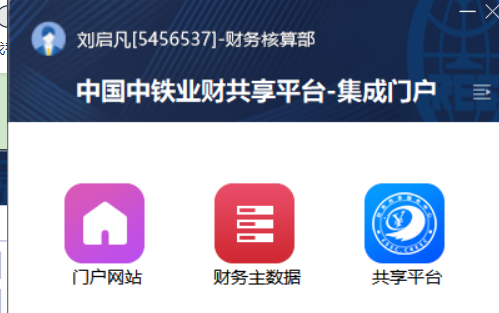 刘启凡[5456537]-财务核算部
中国中铁业财共享平台-集成门户
门户网站
财务主数据
共享平台